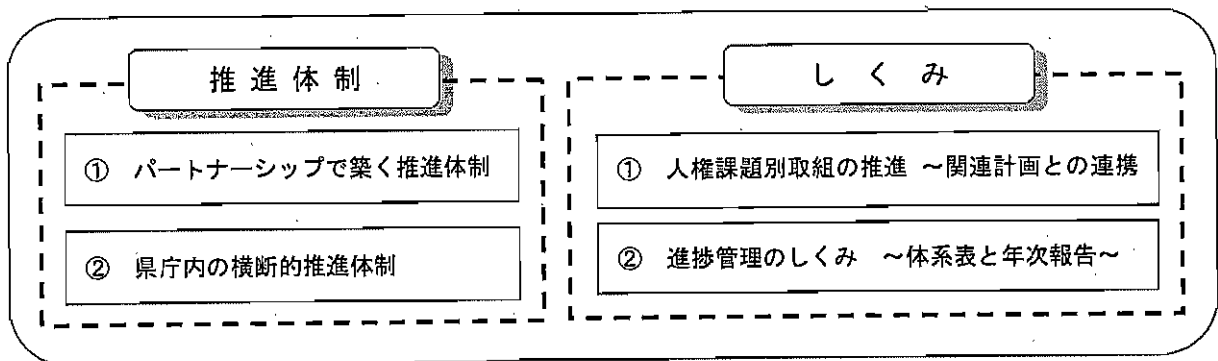 推進体制
① パートナーシップで築く推進体制
② 県庁内の横断的推進体制
しくみ
① 人権課題別取組の推進 ～関連計画との連携
② 進捗管理のしくみ ～体系表と年次報告～